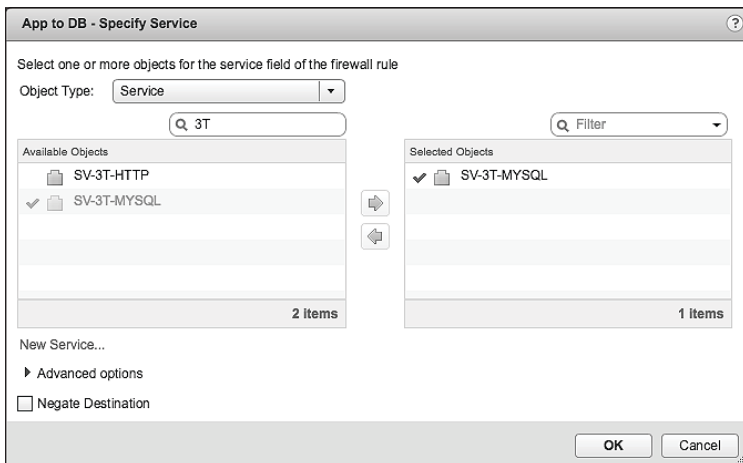 App to DB - Specify Service
?
Select one or more objects for the service field of the firewall rule
Object Type: Service
3T
Filter
Available Objects
SV-3T-HTTP
SV-3T-MYSQL
2 items
Selected Objects
SV-3T-MYSQL
1 items
New Service...
Advanced options
Negate Destination
OK
Cancel